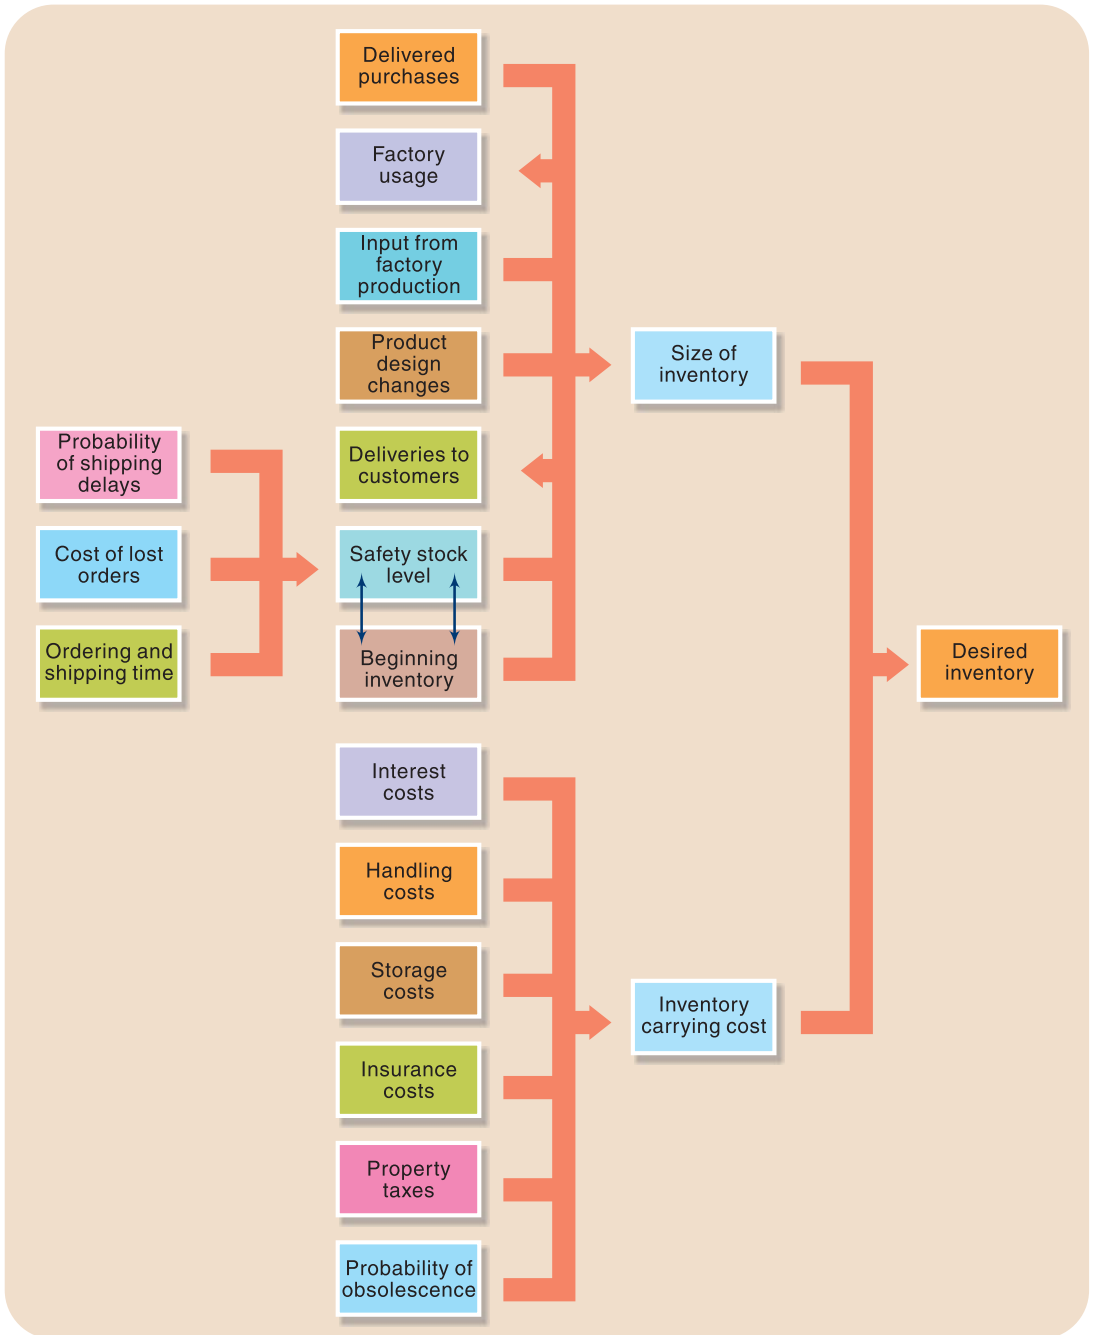 Delivered
purchases
Factory
usage
Input from
factory
production
Product
design
changes
Size of
inventory
Probability
of shipping
delays
Deliveries to
customers
Cost of lost
orders
Safety stock
level
Ordering and
shipping time
Beginning
inventory
Desired
inventory
Interest
costs
Handling
costs
Storage
costs
Inventory
carrying cost
Insurance
costs
Property
taxes
Probability of
obsolescence